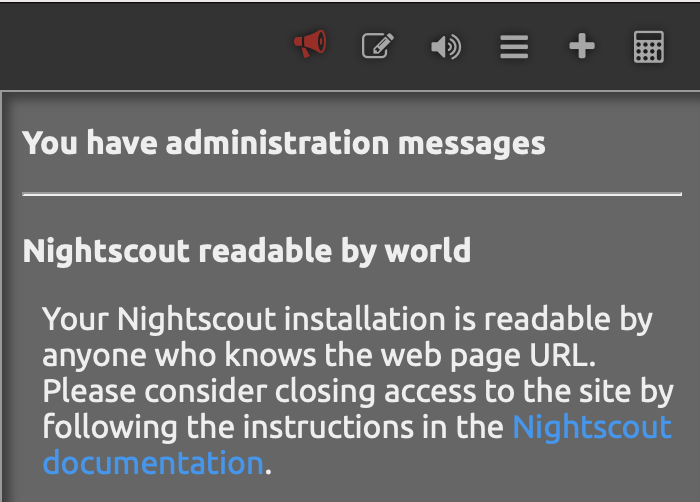 You have administration messages
Nightscout readable by world
Your Nightscout installation is readable by
anyone who knows the web page URL.
Please consider closing access to the site by
following the instructions in the Nightscout
documentation.